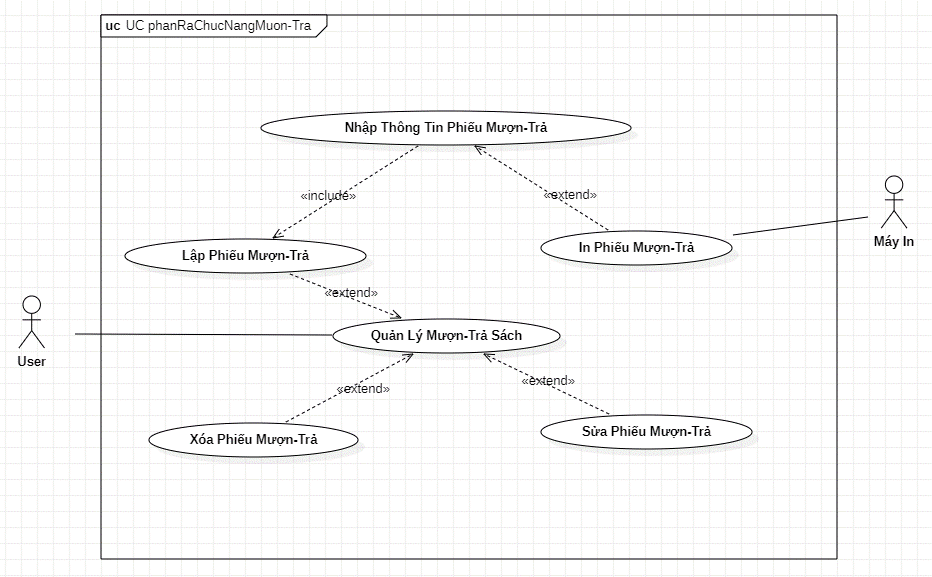 uc UC phanRaChucNangMuon-Tra
Nhập Thông Tin Phiếu Mượn-Trả
«include»
«extend»
Máy In
Lập Phiếu Mượn-Trả
In Phiếu Mượn-Trả
«extend»
User
Quản Lý Mượn-Trả Sách
«extend»
«extend»
Xóa Phiếu Mượn-Trả
Sửa Phiếu Mượn-Trả